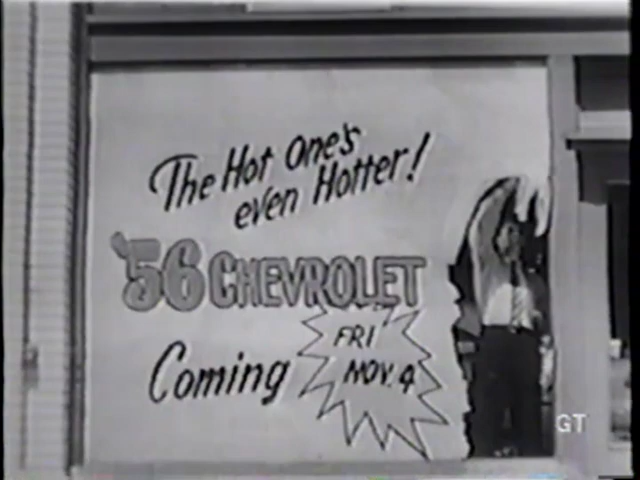 The Hot One's
even Hotter!
'56 CHEVROLET
Coming
FRI
NOV. 4
GT